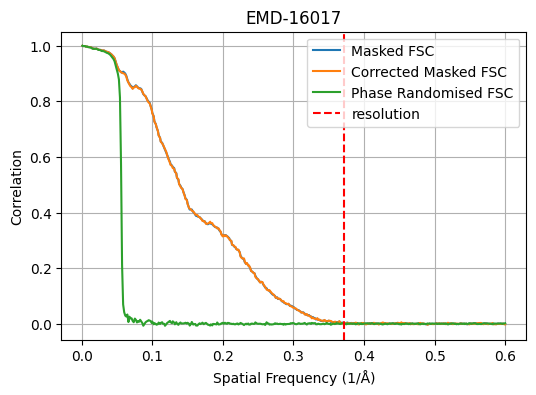 EMD-16017
Masked FSC
Corrected Masked FSC
Phase Randomised FSC
resolution
1.0
0.8
0.6
0.4
0.2
0.0
Correlation
0.0 0.1 0.2 0.3 0.4 0.5 0.6
Spatial Frequency (1/Å)